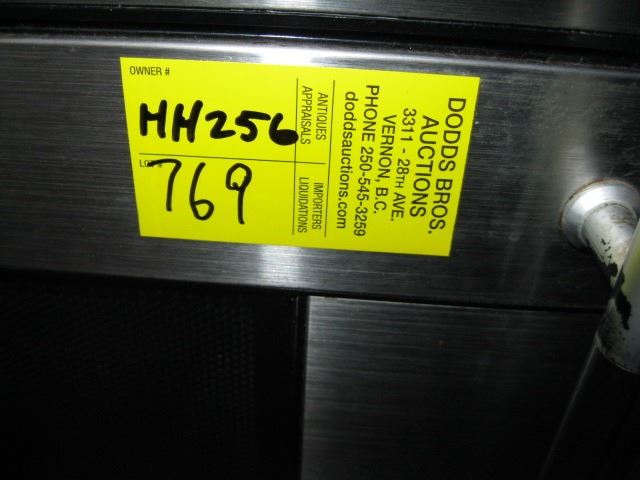 OWNER #
HH256
LOT #
769
ANTIQUES
APPRAISALS
IMPORTERS
LIQUIDATIONS
DODDS BROS.
AUCTIONS
3311 - 28TH AVE.
VERNON, B.C.
PHONE 250-545-3259
doddsauctions.com